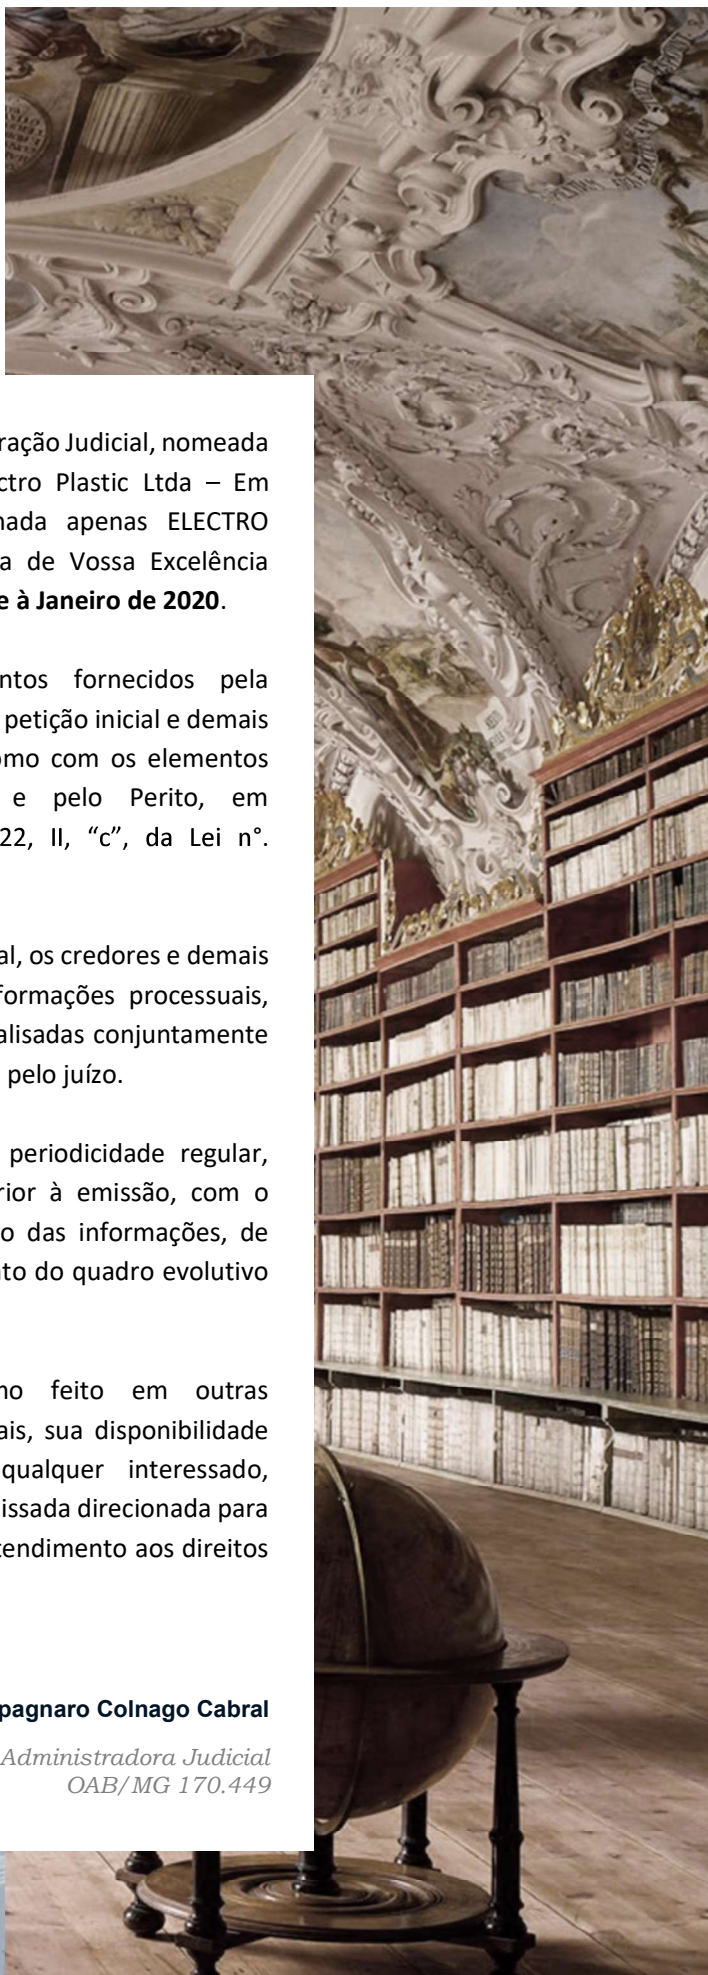 ração Judicial, nomeada
ctro Plastic Ltda – Em
nada apenas ELECTRO
a de Vossa Excelência
e à Janeiro de 2020.
ntos fornecidos pela
petição inicial e demais
omo com os elementos
e pelo Perito, em
22, II, “c”, da Lei n°.
al, os credores e demais
formações processuais,
alisadas conjuntamente
pelo juízo.
periodicidade regular,
rior à emissão, com o
o das informações, de
nto do quadro evolutivo
no feito em outras
ais, sua disponibilidade
qualquer interessado,
issada direcionada para
tendimento aos direitos
pagnaro Colnago Cabral
Administradora Judicial
OAB/MG 170.449